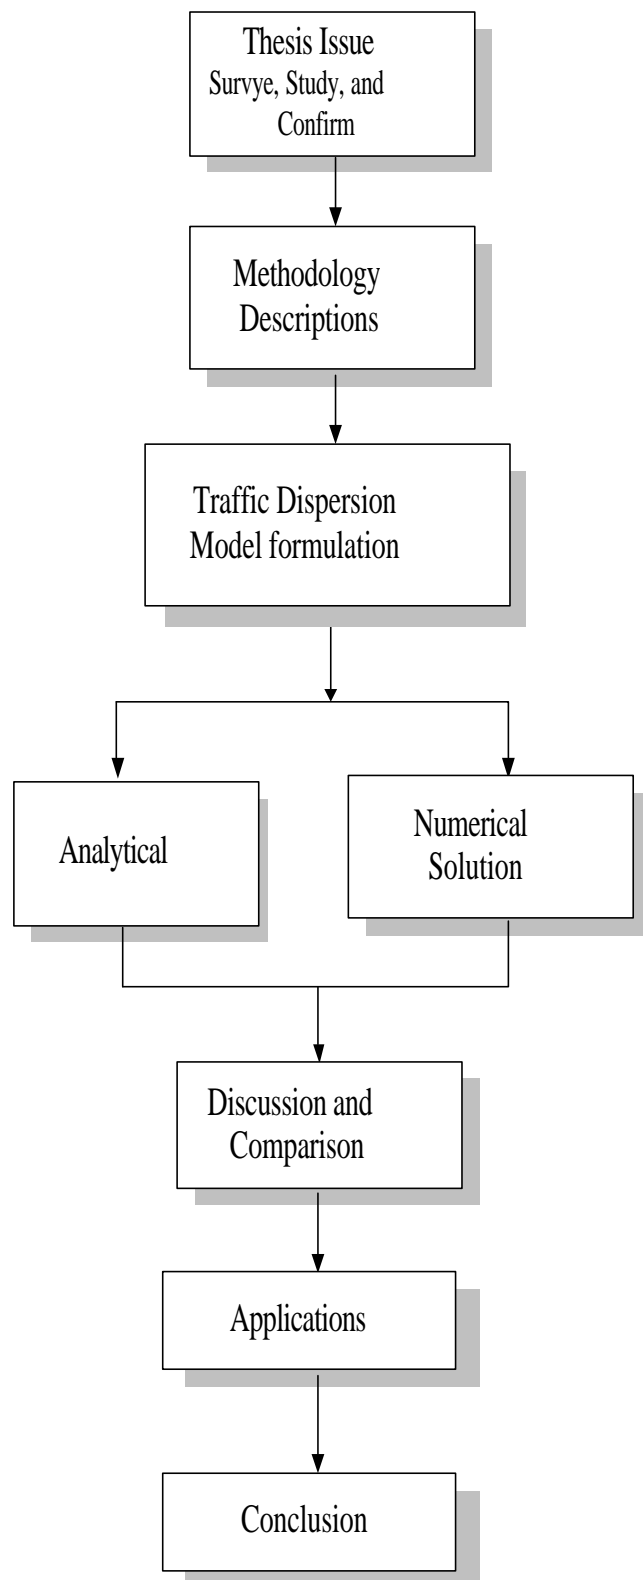 Thesis Issue
Survye, Study, and
Confirm
Methodology
Descriptions
Traffic Dispersion
Model formulation
Analytical
Numerical
Solution
Discussion and
Comparison
Applications
Conclusion